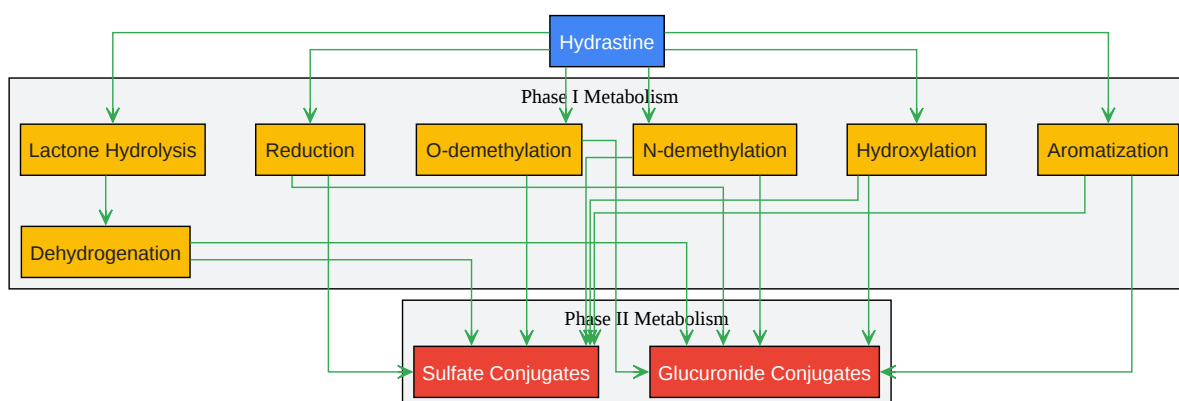 Hydrastine
Phase I Metabolism
Lactone Hydrolysis
Reduction
O-demethylation
N-demethylation
Hydroxylation
Aromatization
Dehydrogenation
Phase II Metabolism
Sulfate Conjugates
Glucuronide Conjugates